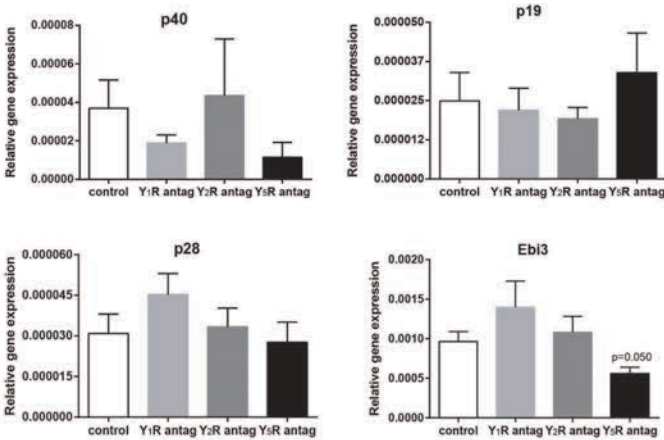 p40
Relative gene expression
0.00008
0.00006
0.00004
0.00002
0.00000
control Y1R antag Y2R antag Y5R antag
p19
Relative gene expression
0.000050
0.000037
0.000025
0.000012
0.000000
control Y1R antag Y2R antag Y5R antag
p28
Relative gene expression
0.000060
0.000045
0.000030
0.000015
0.000000
control Y1R antag Y2R antag Y5R antag
Ebi3
Relative gene expression
0.0020
0.0015
0.0010
0.0005
0.0000
p=0.050
control Y1R antag Y2R antag Y5R antag